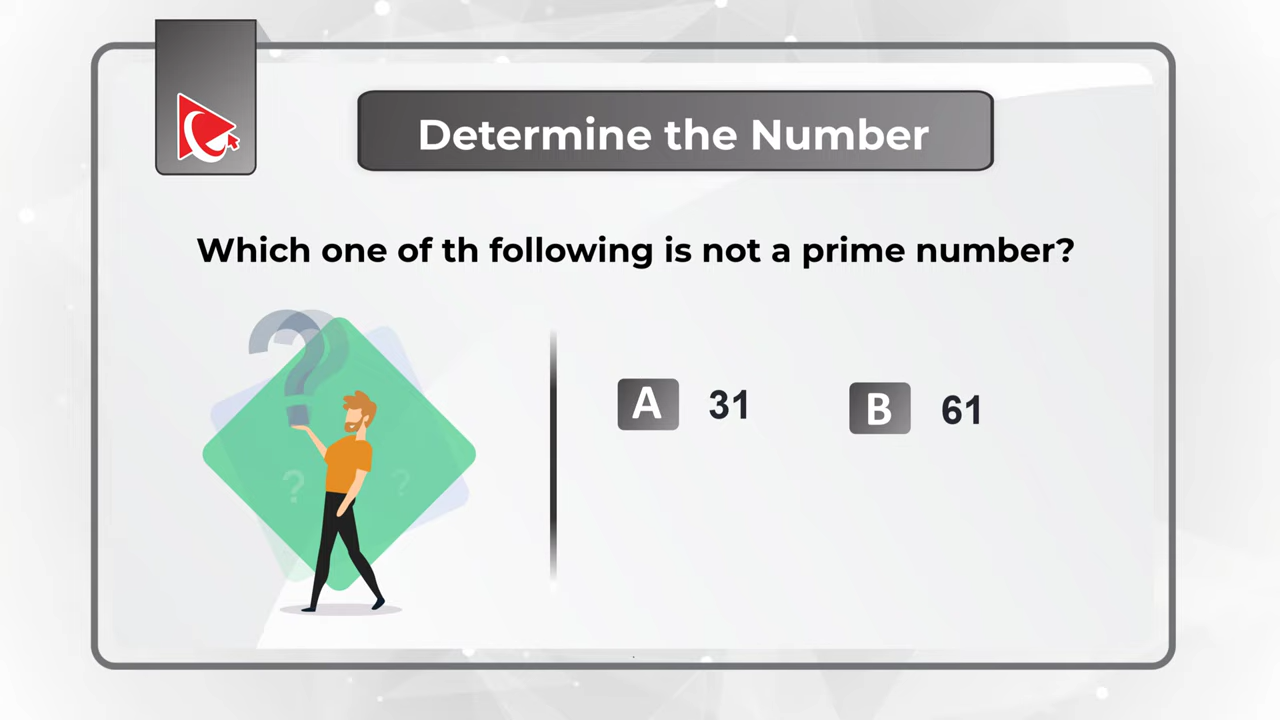 Determine the Number
Which one of th following is not a prime number?
A 31 B 61